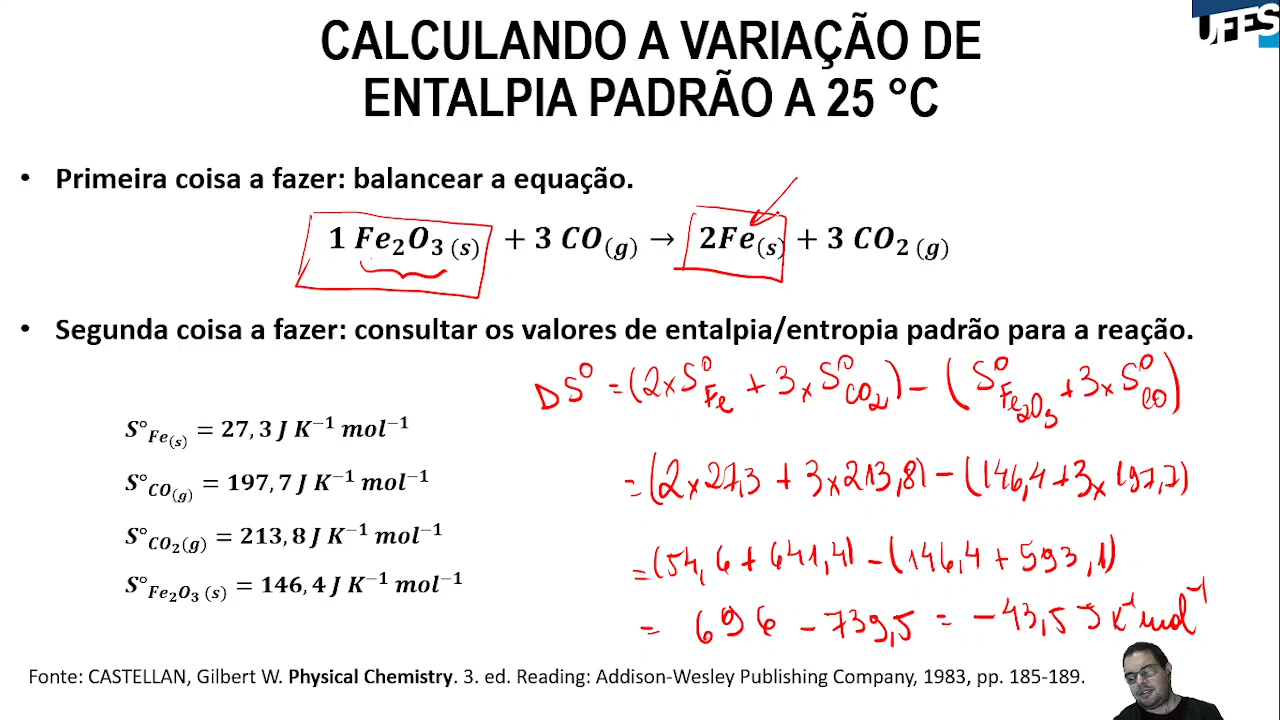 UFES
CALCULANDO A VARIAÇÃO DE
ENTALPIA PADRÃO A 25 °C
• Primeira coisa a fazer: balancear a equação.
1 Fe₂O₃ (s) + 3 CO(g) → 2Fe(s) + 3 CO₂ (g)
• Segunda coisa a fazer: consultar os valores de entalpia/entropia padrão para a reação.
ΔS⁰ = (2×S⁰Fe + 3×S⁰CO₂) − (S⁰Fe₂O₃ + 3×S⁰CO)
S°Fe(s) = 27,3 J K⁻¹ mol⁻¹
= (2×27,3 + 3×213,8) − (146,4 + 3×197,7)
S°CO(g) = 197,7 J K⁻¹ mol⁻¹
S°CO₂(g) = 213,8 J K⁻¹ mol⁻¹
= (54,6 + 641,4) − (146,4 + 593,1)
S°Fe₂O₃ (s) = 146,4 J K⁻¹ mol⁻¹
= 696 − 739,5 = −43,5 J K⁻¹ mol⁻¹
Fonte: CASTELLAN, Gilbert W. Physical Chemistry. 3. ed. Reading: Addison-Wesley Publishing Company, 1983, pp. 185-189.